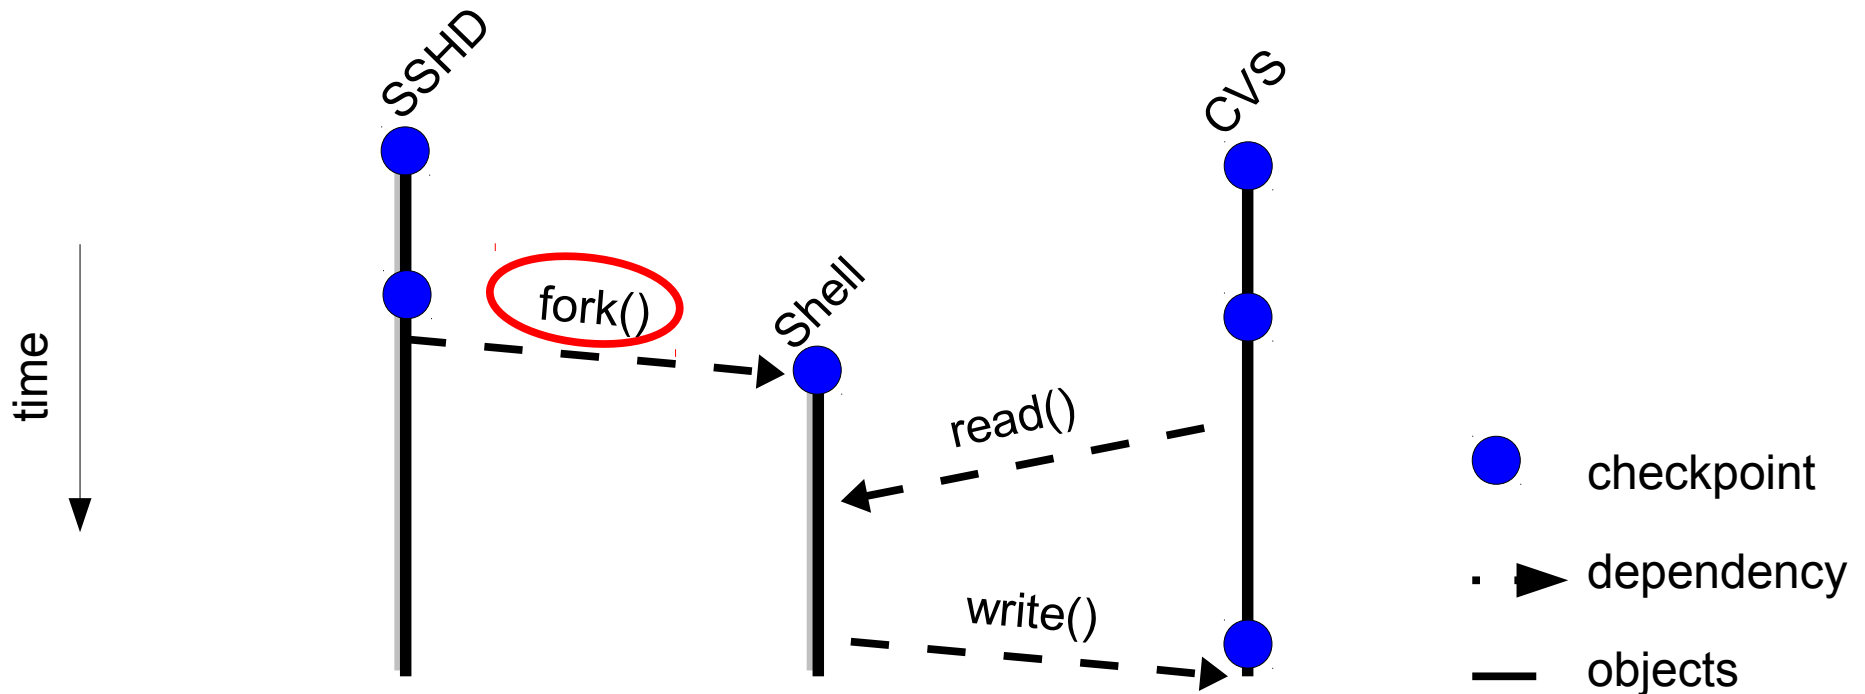 SSHD
CVS
fork()
Shell
time
read()
checkpoint
dependency
write()
objects